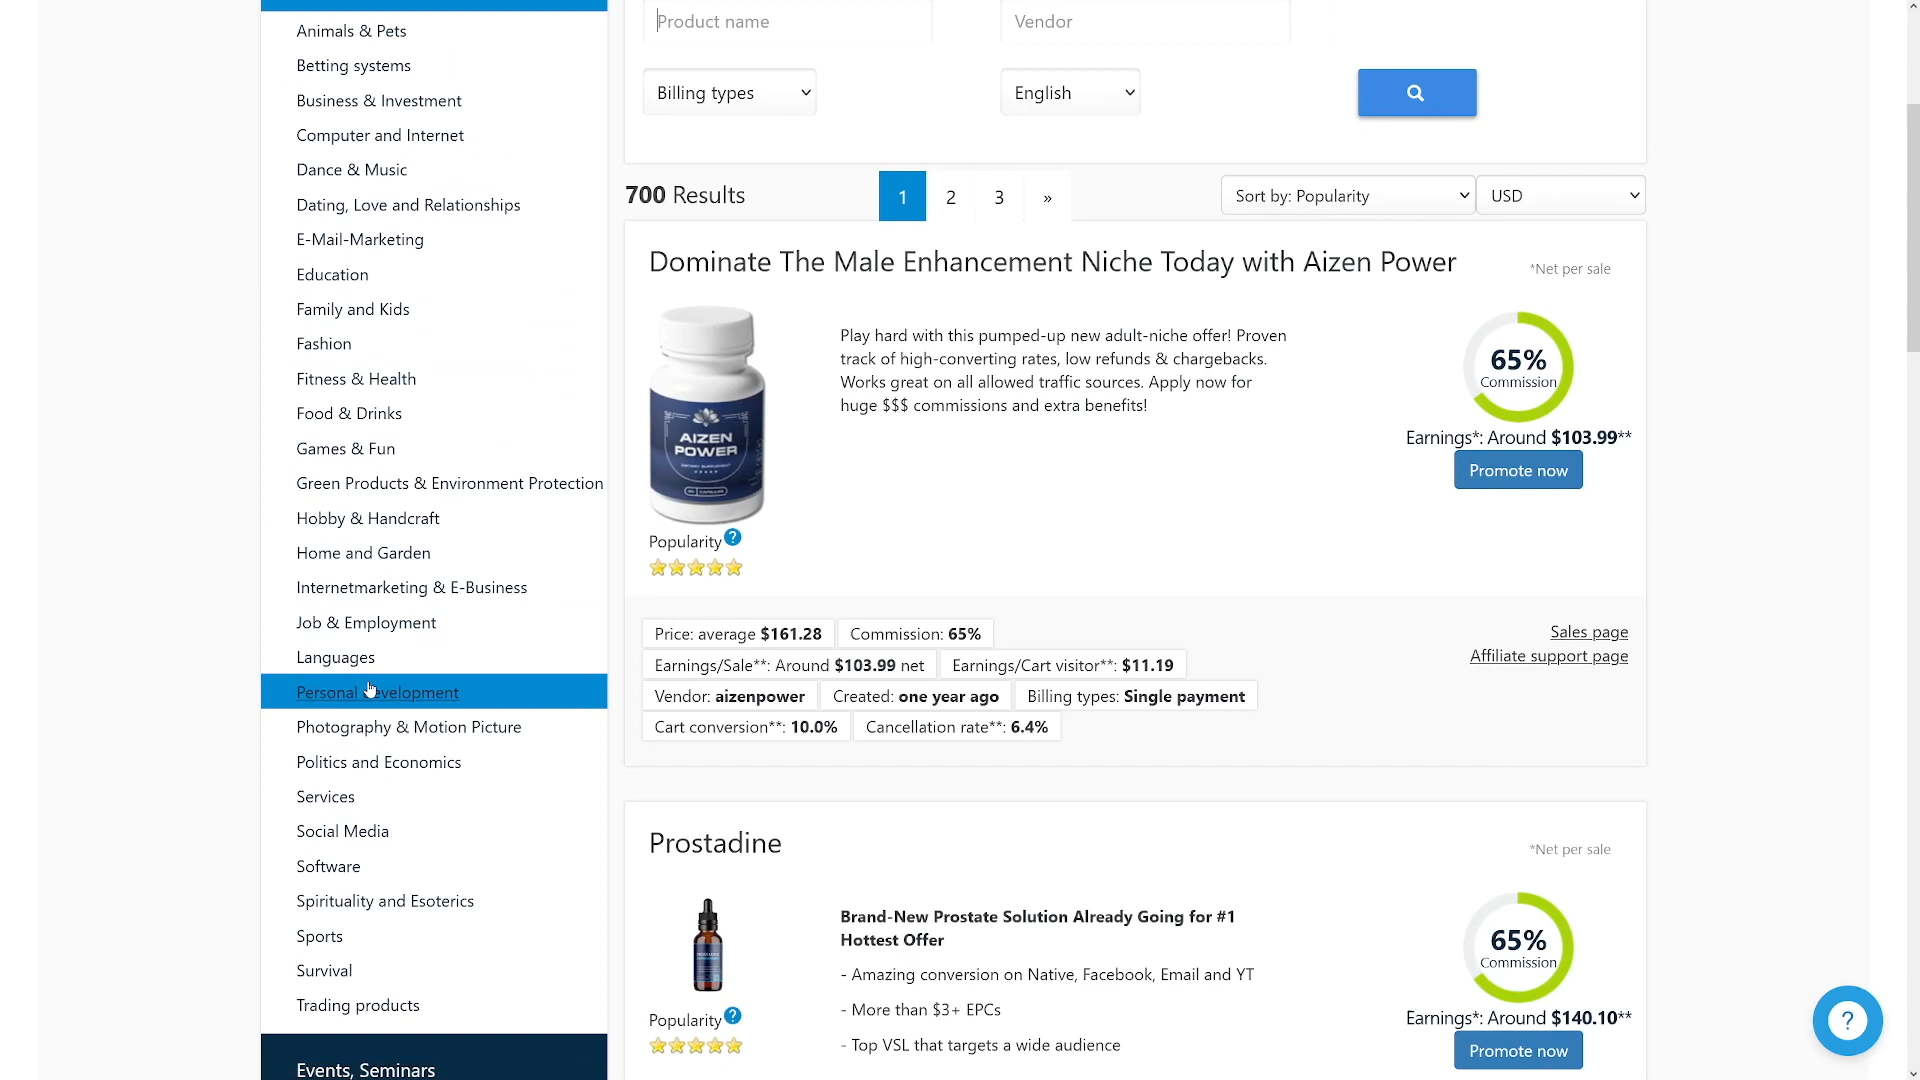 Animals & Pets
Betting systems
Business & Investment
Computer and Internet
Dance & Music
Dating, Love and Relationships
E-Mail-Marketing
Education
Family and Kids
Fashion
Fitness & Health
Food & Drinks
Games & Fun
Green Products & Environment Protection
Hobby & Handcraft
Home and Garden
Internetmarketing & E-Business
Job & Employment
Languages
Personal Development
Photography & Motion Picture
Politics and Economics
Services
Social Media
Software
Spirituality and Esoterics
Sports
Survival
Trading products
Events, Seminars
Product name
Vendor
Billing types
English
700 Results
1 2 3 »
Sort by: Popularity
USD
Dominate The Male Enhancement Niche Today with Aizen Power
*Net per sale
AIZEN
POWER
Play hard with this pumped-up new adult-niche offer! Proven
track of high-converting rates, low refunds & chargebacks.
Works great on all allowed traffic sources. Apply now for
huge $$$ commissions and extra benefits!
65%
Commission
Earnings*: Around $103.99**
Promote now
Popularity ?
Price: average $161.28
Commission: 65%
Earnings/Sale**: Around $103.99 net
Earnings/Cart visitor**: $11.19
Vendor: aizenpower
Created: one year ago
Billing types: Single payment
Cart conversion**: 10.0%
Cancellation rate**: 6.4%
Sales page
Affiliate support page
Prostadine
*Net per sale
Brand-New Prostate Solution Already Going for #1
Hottest Offer
- Amazing conversion on Native, Facebook, Email and YT
- More than $3+ EPCs
- Top VSL that targets a wide audience
65%
Commission
Earnings*: Around $140.10**
Promote now
Popularity ?
?